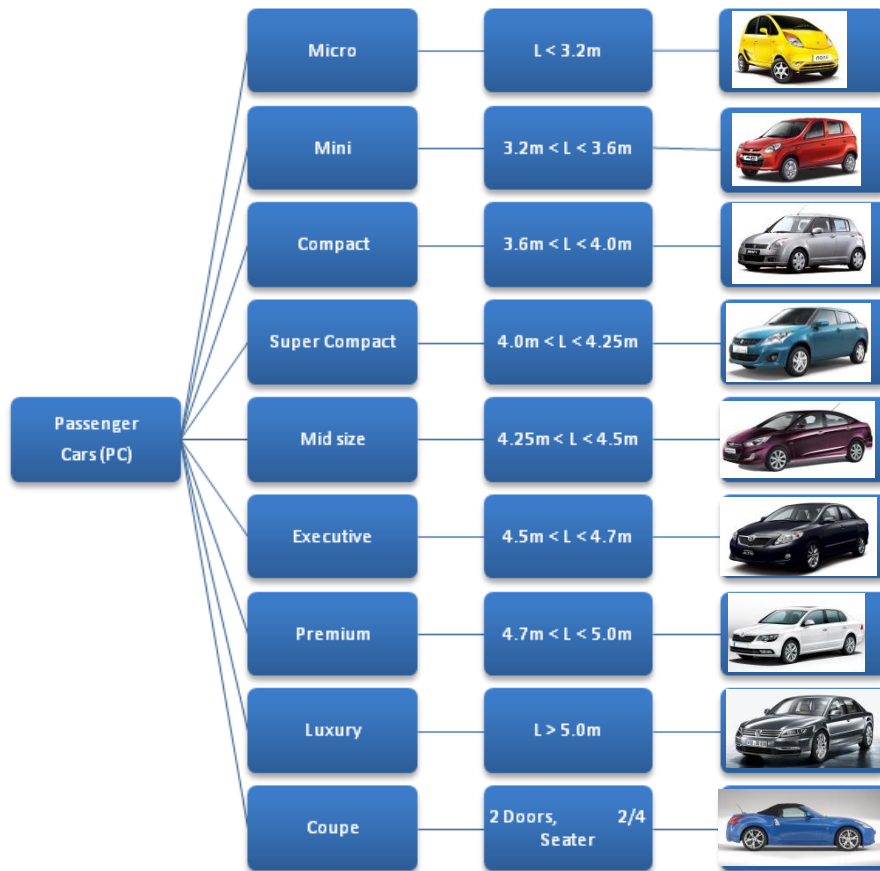 Micro
L < 3.2m
Mini
3.2m < L < 3.6m
Compact
3.6m < L < 4.0m
Super Compact
4.0m < L < 4.25m
Passenger
Cars (PC)
Mid size
4.25m < L < 4.5m
Executive
4.5m < L < 4.7m
Premium
4.7m < L < 5.0m
Luxury
L > 5.0m
Coupe
2 Doors, 2/4
Seater